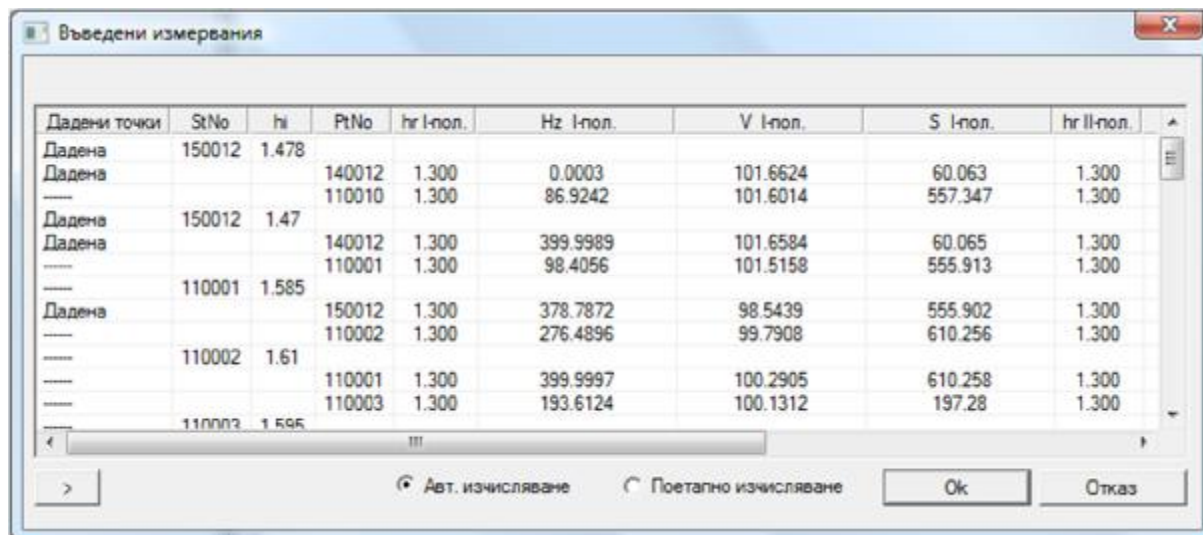 Въведени измервания
Дадени точки StNo hi PtNo hr I-пол. Hz I-пол. V I-пол. S I-пол. hr II-пол.
Дадена 150012 1.478
Дадена 140012 1.300 0.0003 101.6624 60.063 1.300
------ 110010 1.300 86.9242 101.6014 557.347 1.300
Дадена 150012 1.47
Дадена 140012 1.300 399.9989 101.6584 60.065 1.300
------ 110001 1.300 98.4056 101.5158 555.913 1.300
------ 110001 1.585
Дадена 150012 1.300 378.7872 98.5439 555.902 1.300
------ 110002 1.300 276.4896 99.7908 610.256 1.300
------ 110002 1.61
------ 110001 1.300 399.9997 100.2905 610.258 1.300
------ 110003 1.300 193.6124 100.1312 197.28 1.300
------ 110003 1.595
> Авт. изчисляване Поетапно изчисляване Ok Отказ